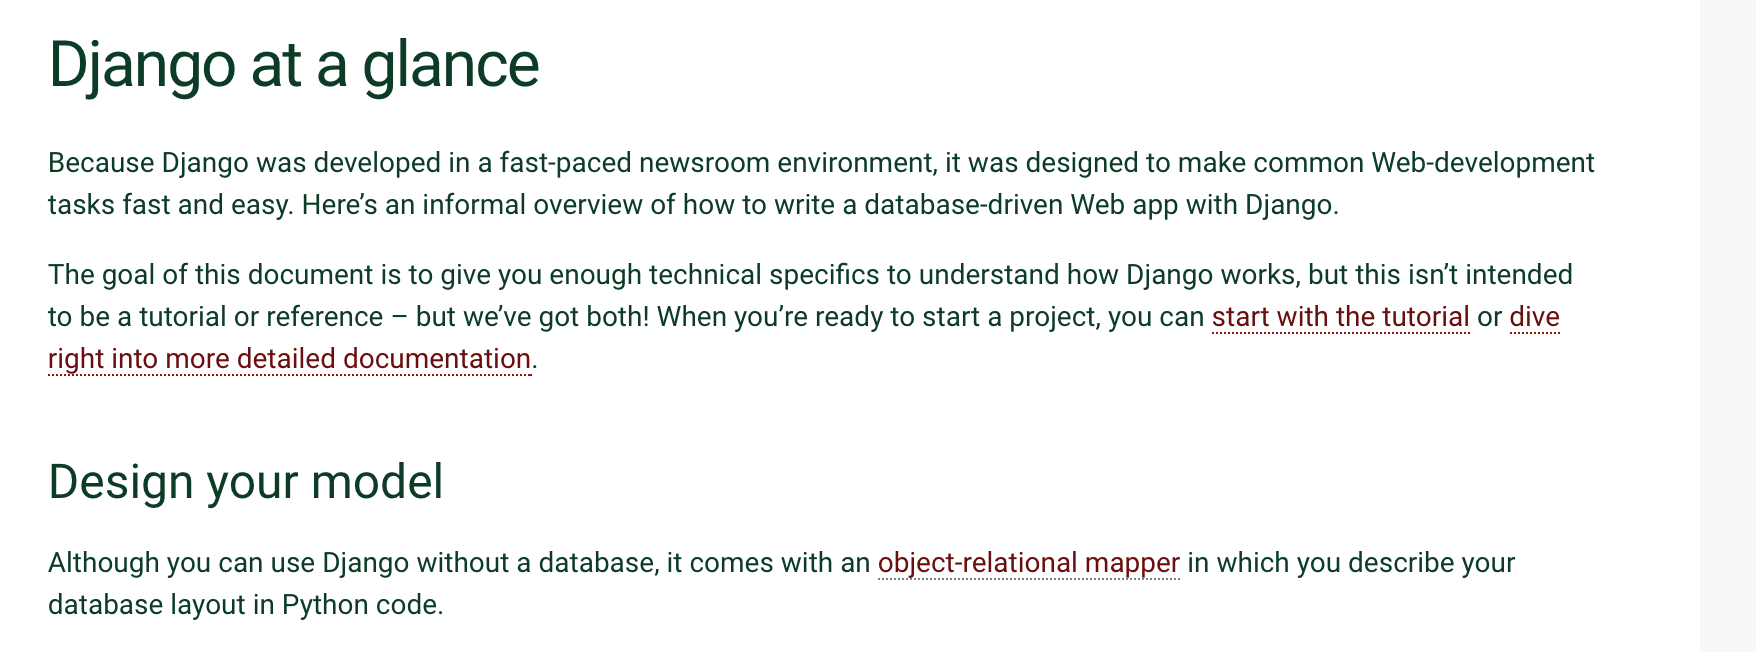 Django at a glance
Because Django was developed in a fast-paced newsroom environment, it was designed to make common Web-development
tasks fast and easy. Here’s an informal overview of how to write a database-driven Web app with Django.
The goal of this document is to give you enough technical specifics to understand how Django works, but this isn’t intended
to be a tutorial or reference – but we’ve got both! When you’re ready to start a project, you can start with the tutorial or dive
right into more detailed documentation.
Design your model
Although you can use Django without a database, it comes with an object-relational mapper in which you describe your
database layout in Python code.